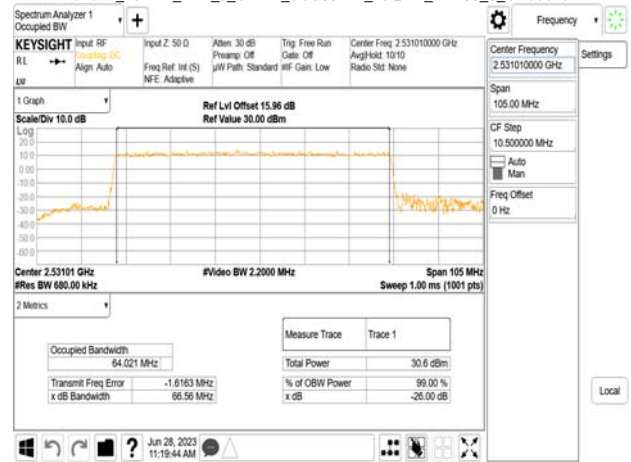 Spectrum Analyzer 1
Occupied BW
Frequency
KEYSIGHT
Input: RF
Coupling: DC
Align: Auto
Input Z: 50 Ω
Freq Ref: Int (S)
NFE: Adaptive
Atten: 30 dB
Preamp: Off
µW Path: Standard
Trig: Free Run
Gate: Off
#IF Gain: Low
Center Freq: 2.531010000 GHz
Avg|Hold: 10/10
Radio Std: None
RL
LW
Center Frequency
2.531010000 GHz
Settings
Span
105.00 MHz
CF Step
10.500000 MHz
Auto
Man
Freq Offset
0 Hz
Local
1 Graph
Scale/Div 10.0 dB
Ref Lvl Offset 15.96 dB
Ref Value 30.00 dBm
Log
20.0
10.0
0.00
-10.0
-20.0
-30.0
-40.0
-50.0
-60.0
Center 2.53101 GHz
#Video BW 2.2000 MHz
Span 105 MHz
#Res BW 680.00 kHz
Sweep 1.00 ms (1001 pts)
2 Metrics
Measure Trace
Trace 1
Occupied Bandwidth
64.021 MHz
Total Power
30.6 dBm
Transmit Freq Error
-1.6163 MHz
% of OBW Power
99.00 %
x dB Bandwidth
66.56 MHz
x dB
-26.00 dB
Jun 28, 2023
11:19:44 AM